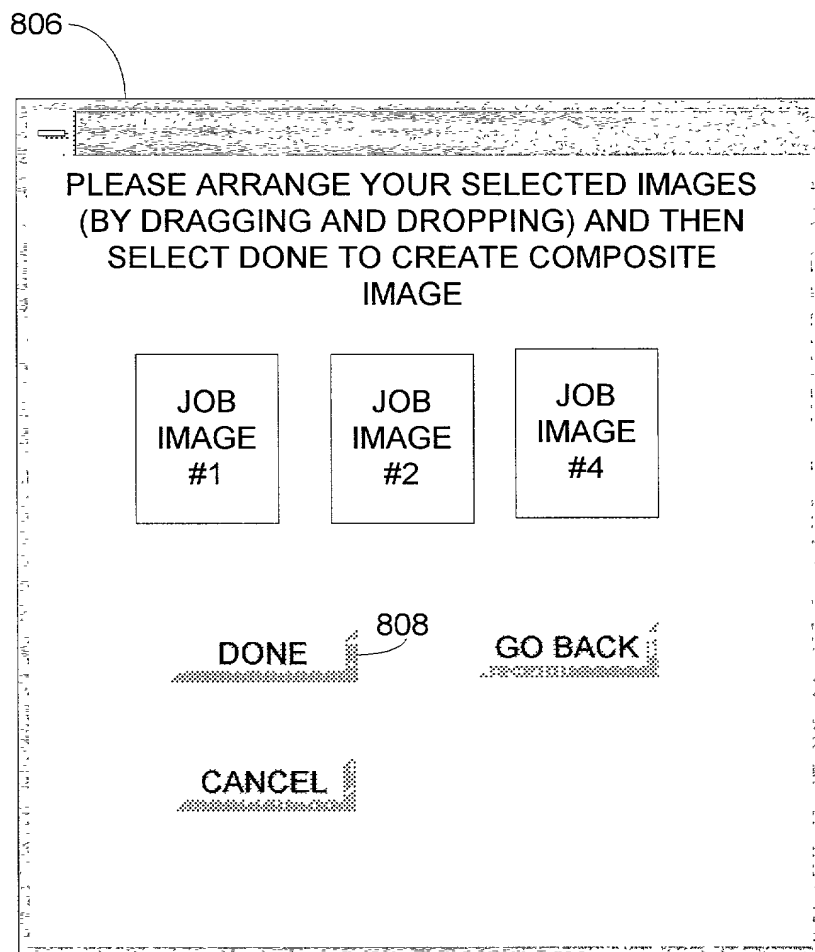 806
PLEASE ARRANGE YOUR SELECTED IMAGES
(BY DRAGGING AND DROPPING) AND THEN
SELECT DONE TO CREATE COMPOSITE
IMAGE
JOB
IMAGE
#1
JOB
IMAGE
#2
JOB
IMAGE
#4
DONE
808
GO BACK
CANCEL